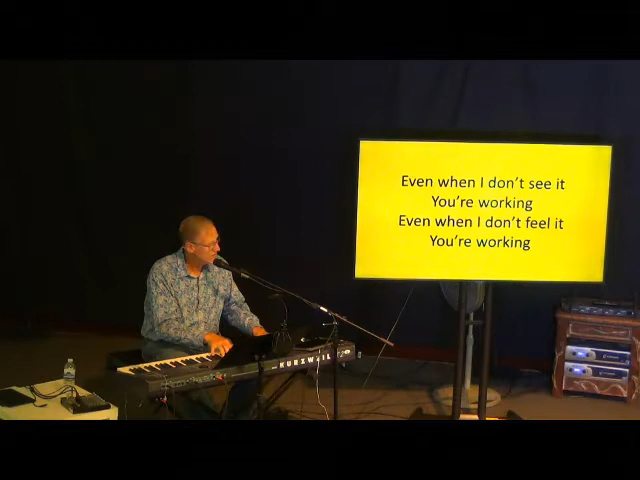 Even when I don't see it
You're working
Even when I don't feel it
You're working
KURZWEIL